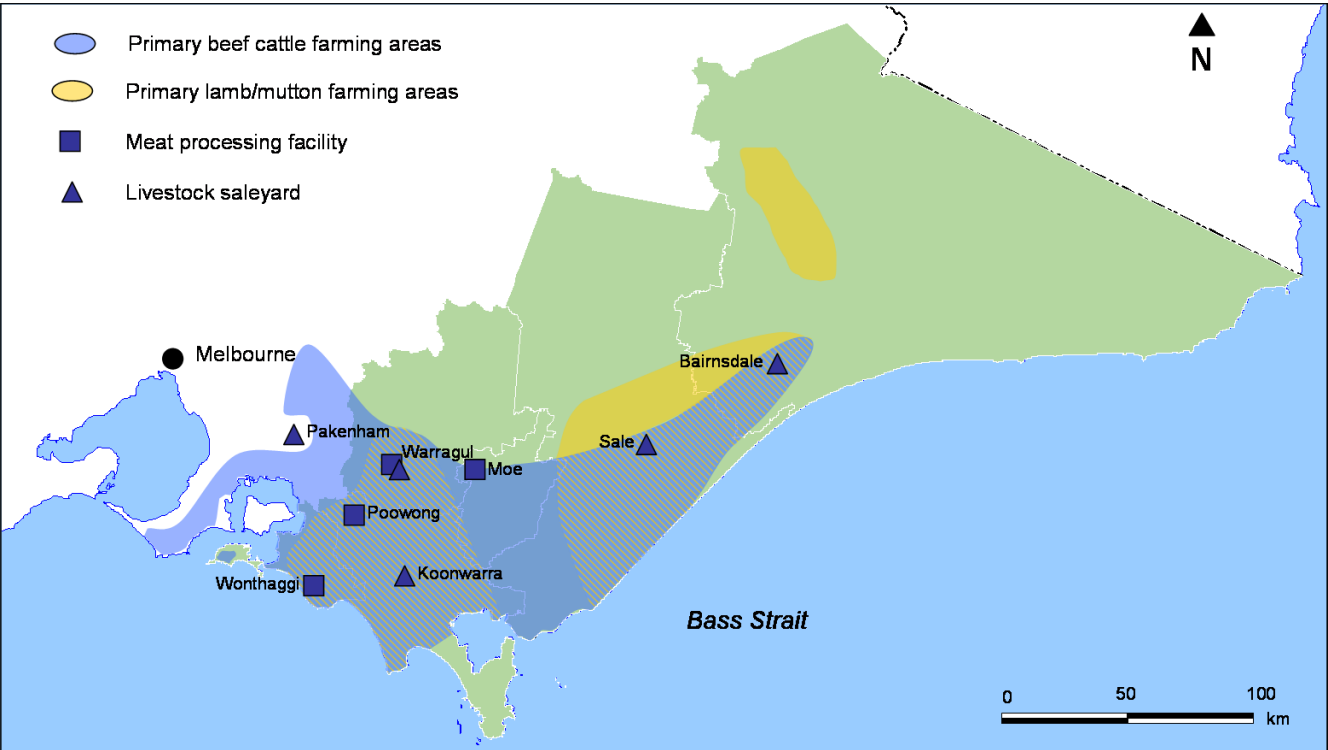 Primary beef cattle farming areas
Primary lamb/mutton farming areas
Meat processing facility
Livestock saleyard
N
Melbourne
Bairnsdale
Pakenham
Sale
Warragul
Moe
Poowong
Koonwarra
Wonthaggi
Bass Strait
0 50 100
km